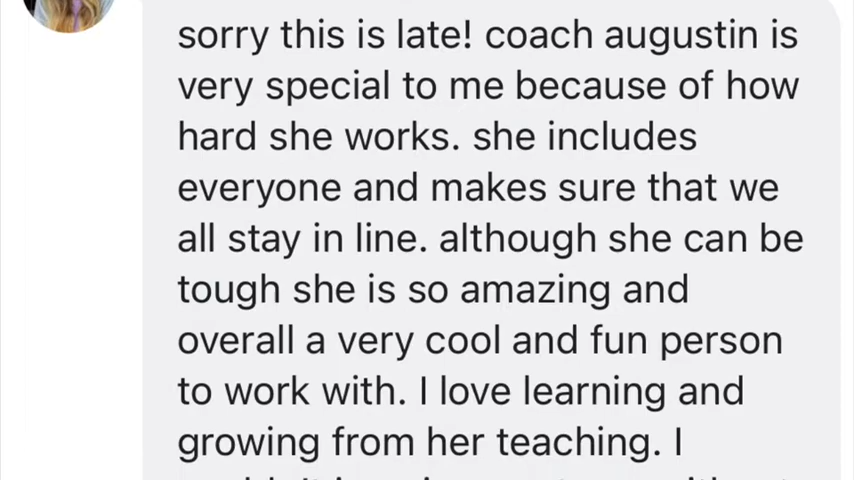 sorry this is late! coach augustin is
very special to me because of how
hard she works. she includes
everyone and makes sure that we
all stay in line. although she can be
tough she is so amazing and
overall a very cool and fun person
to work with. I love learning and
growing from her teaching. I